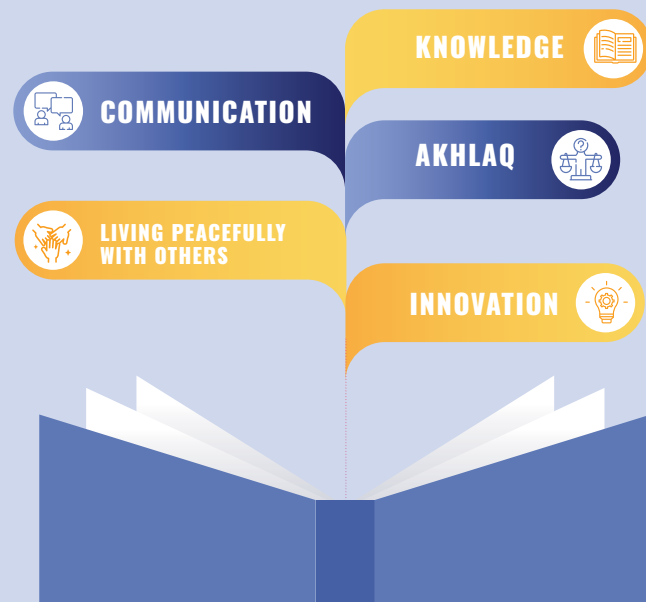 KNOWLEDGE
COMMUNICATION
AKHLAQ
LIVING PEACEFULLY
WITH OTHERS
INNOVATION